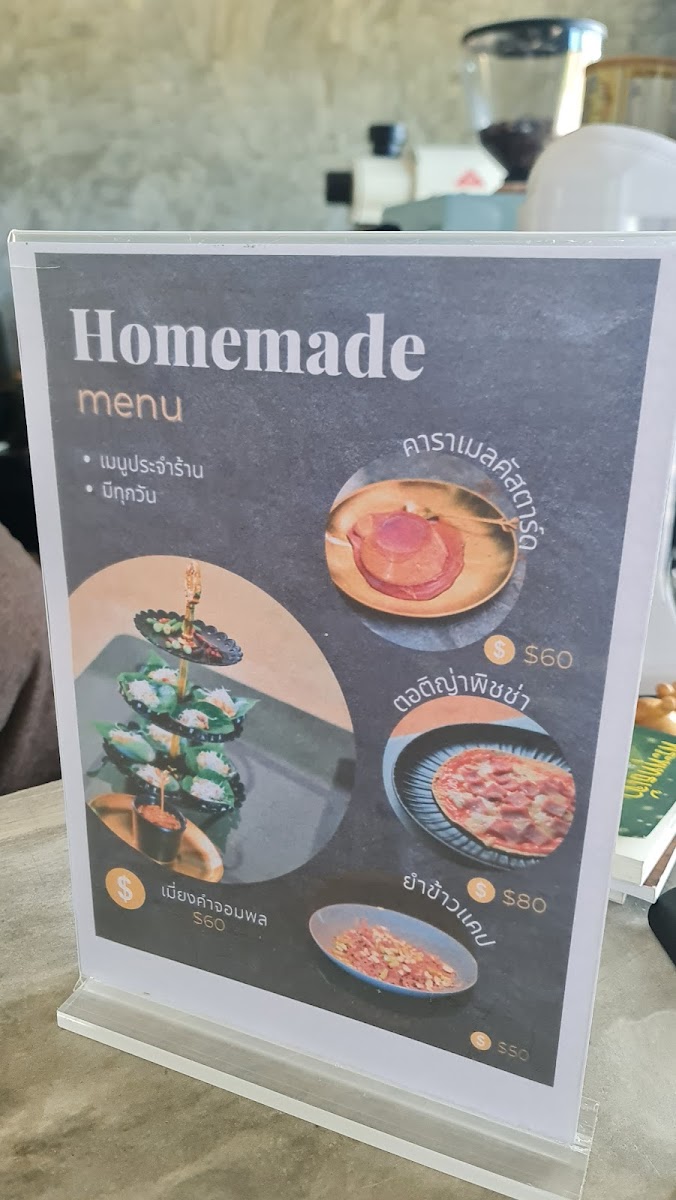 Homemade
menu
• เมนูประจำร้าน
• มีทุกวัน
คาราเมลคัสตาร์ด
$ $60
ตอติญ่าพิซซ่า
$ $80
$ เมี่ยงคำจอมพล
$60
ยำข้าวแคป
$ $50